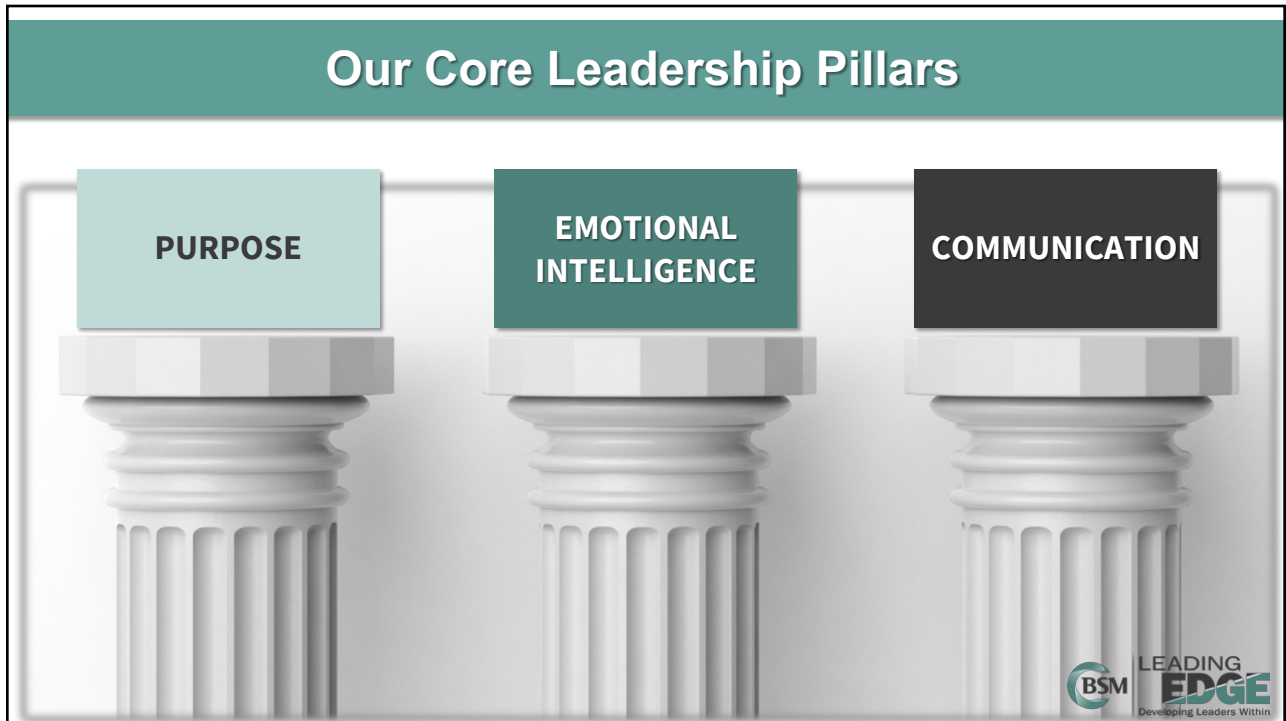 Our Core Leadership Pillars
PURPOSE
EMOTIONAL
INTELLIGENCE
COMMUNICATION
BSM
LEADING
EDGE
Developing Leaders Within